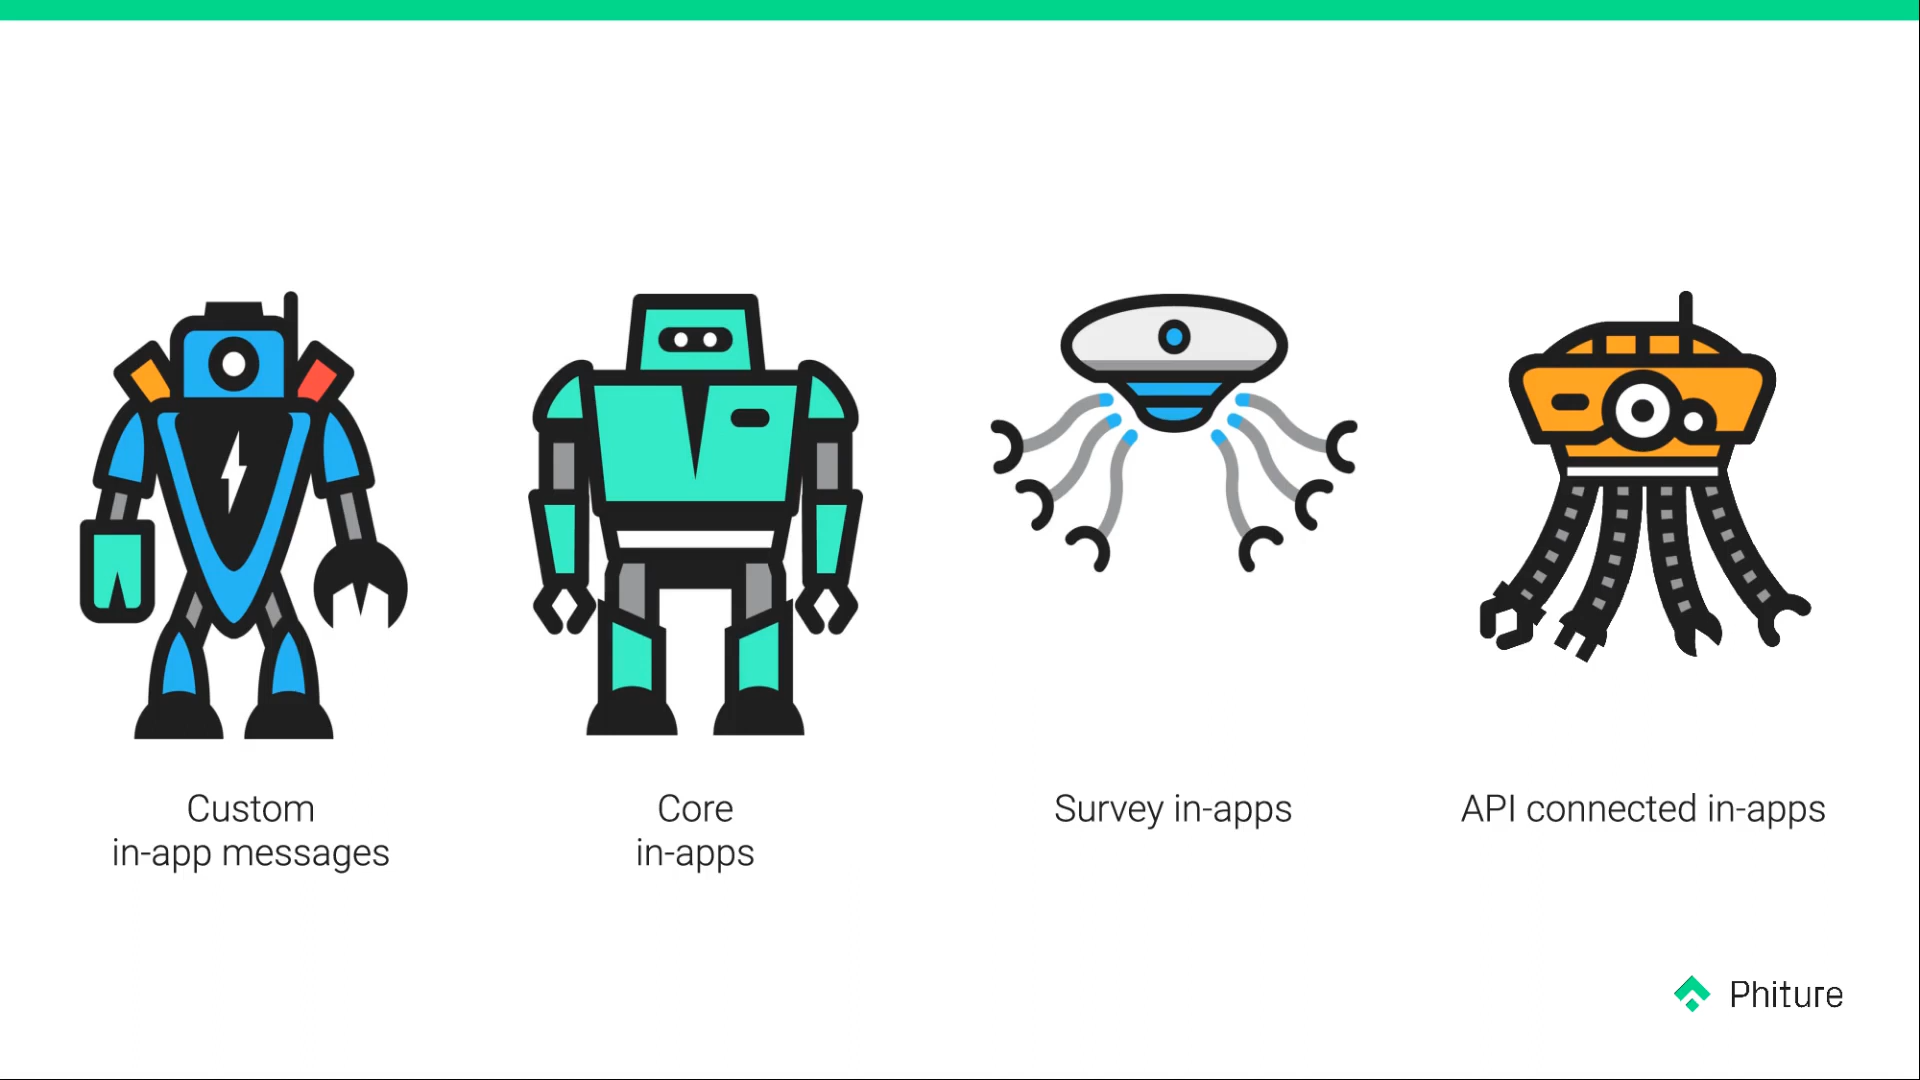 Custom
in-app messages
Core
in-apps
Survey in-apps
API connected in-apps
Phiture